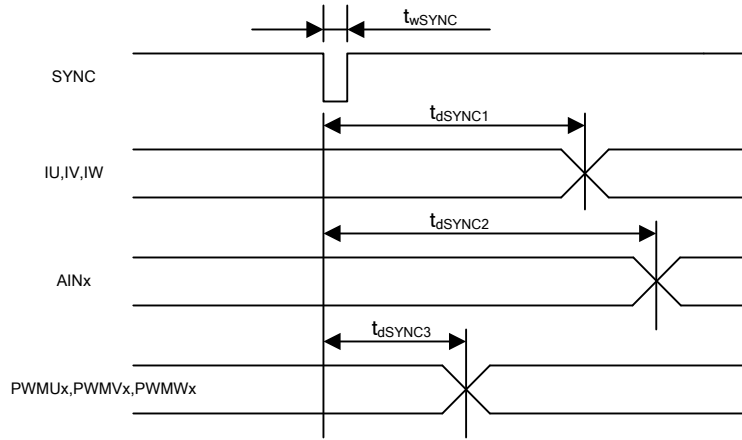 twSYNC
SYNC
tdSYNC1
IU,IV,IW
tdSYNC2
AINx
tdSYNC3
PWMUx,PWMVx,PWMWx